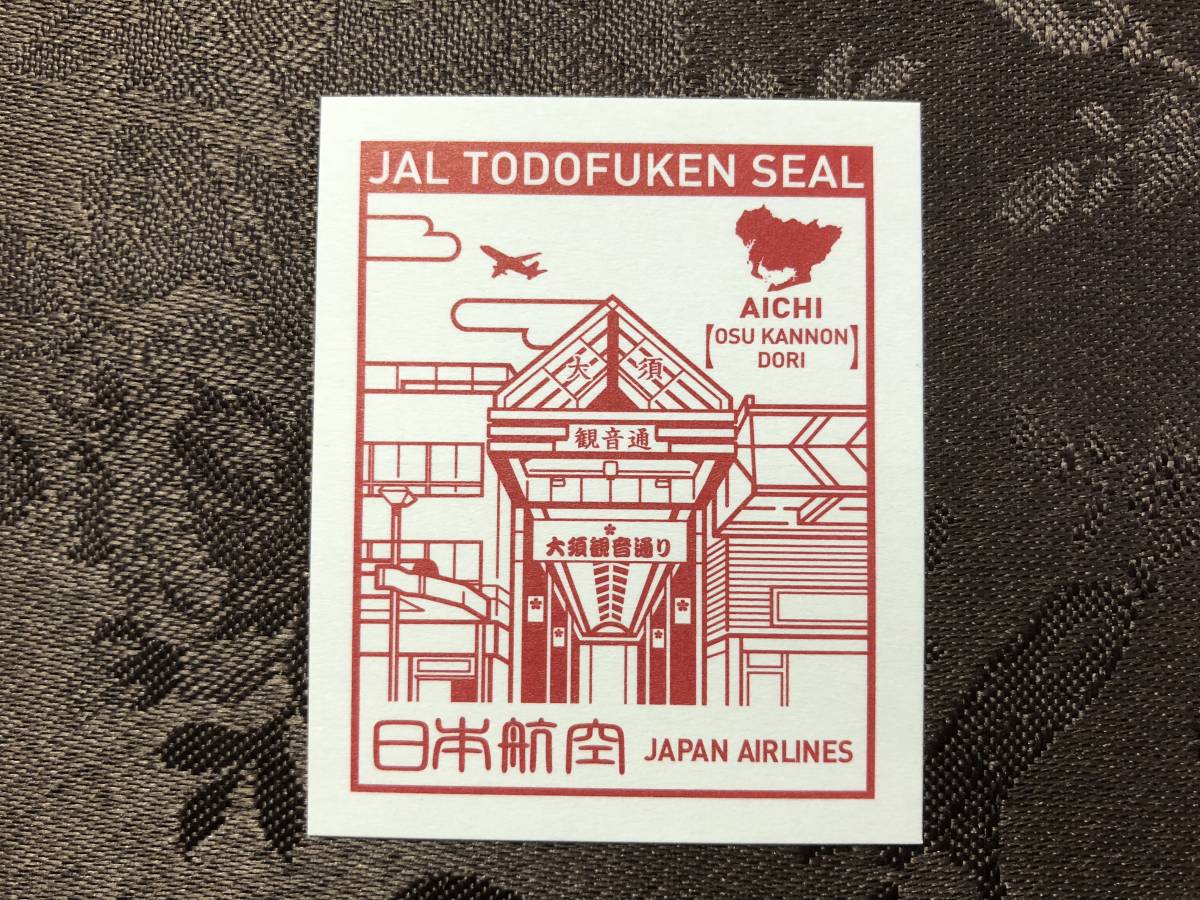 JAL TODOFUKEN SEAL
AICHI
【OSU KANNON
DORI】
大須
観音通
大須観音通り
日本航空 JAPAN AIRLINES